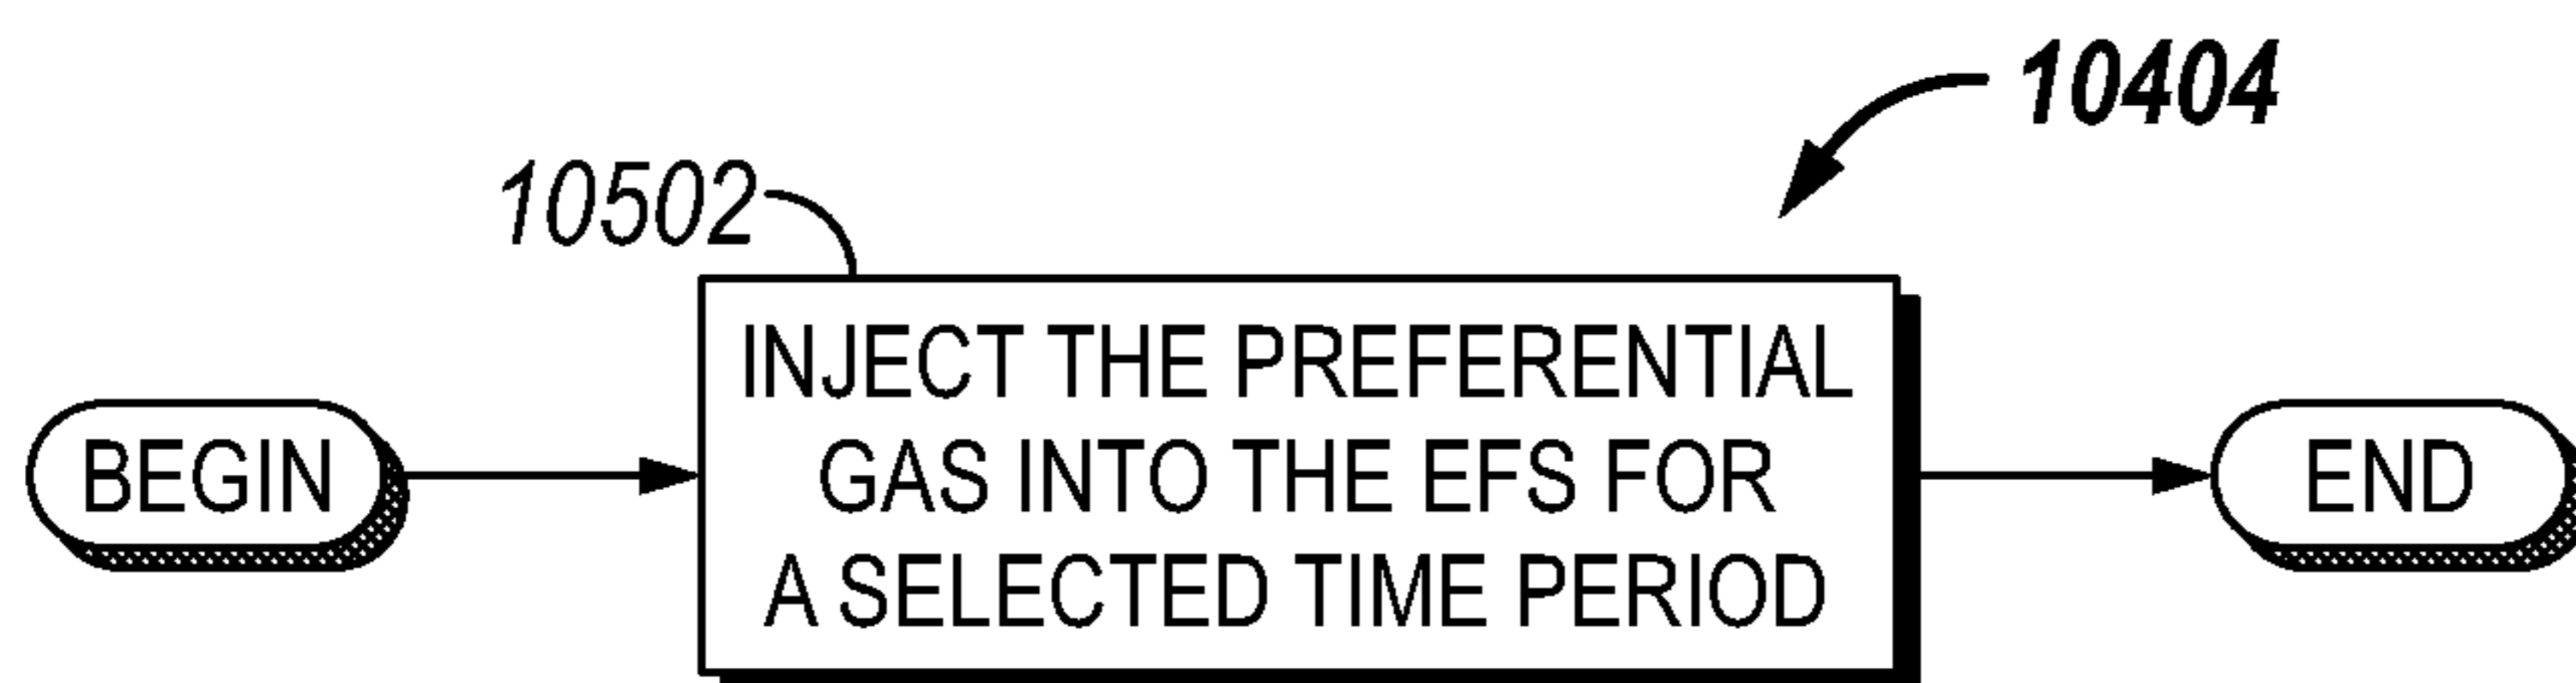 10404
10502
BEGIN
INJECT THE PREFERENTIAL
GAS INTO THE EFS FOR
A SELECTED TIME PERIOD
END